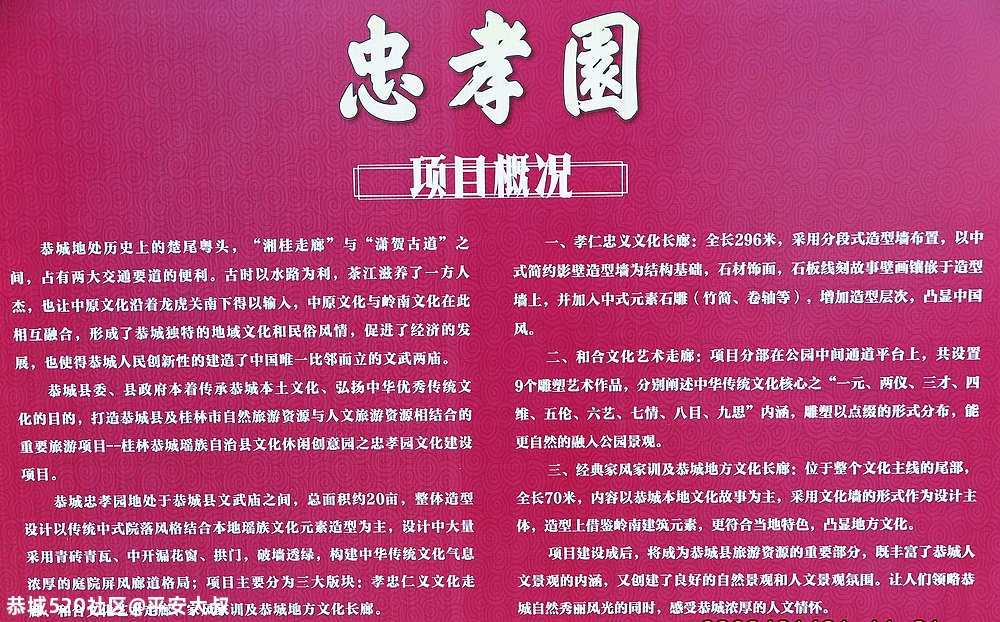 忠孝園
项目概况
恭城地处历史上的楚尾粤头，“湘桂走廊”与“潇贺古道”之
间，占有两大交通要道的便利。古时以水路为利，茶江滋养了一方人
杰，也让中原文化沿着龙虎关南下得以输入，中原文化与岭南文化在此
相互融合，形成了恭城独特的地域文化和民俗风情，促进了经济的发
展，也使得恭城人民创新性的建造了中国唯一比邻而立的文武两庙。
恭城县委、县政府本着传承恭城本土文化、弘扬中华优秀传统文
化的目的，打造恭城县及桂林市自然旅游资源与人文旅游资源相结合的
重要旅游项目--桂林恭城瑶族自治县文化休闲创意园之忠孝园文化建设
项目。
恭城忠孝园地处于恭城县文武庙之间，总面积约20亩，整体造型
设计以传统中式院落风格结合本地瑶族文化元素造型为主，设计中大量
采用青砖青瓦、中开漏花窗、拱门，破墙透绿，构建中华传统文化气息
浓厚的庭院屏风廊道格局；项目主要分为三大版块：孝忠仁义文化走
家风家训及恭城地方文化长廊。
一、孝仁忠义文化长廊：全长296米，采用分段式造型墙布置，以中
式简约影壁造型墙为结构基础，石材饰面，石板线刻故事壁画镶嵌于造型
墙上，并加入中式元素石雕（竹简、卷轴等），增加造型层次，凸显中国
风。
二、和合文化艺术走廊：项目分部在公园中间通道平台上，共设置
9个雕塑艺术作品，分别阐述中华传统文化核心之“一元、两仪、三才、四
维、五伦、六艺、七情、八目、九思”内涵，雕塑以点缀的形式分布，能
更自然的融入公园景观。
三、经典家风家训及恭城地方文化长廊：位于整个文化主线的尾部，
全长70米，内容以恭城本地文化故事为主，采用文化墙的形式作为设计主
体，造型上借鉴岭南建筑元素，更符合当地特色，凸显地方文化。
项目建设成后，将成为恭城县旅游资源的重要部分，既丰富了恭城人
文景观的内涵，又创建了良好的自然景观和人文景观氛围。让人们领略恭
城自然秀丽风光的同时，感受恭城浓厚的人文情怀。
恭城520社区@平安大叔